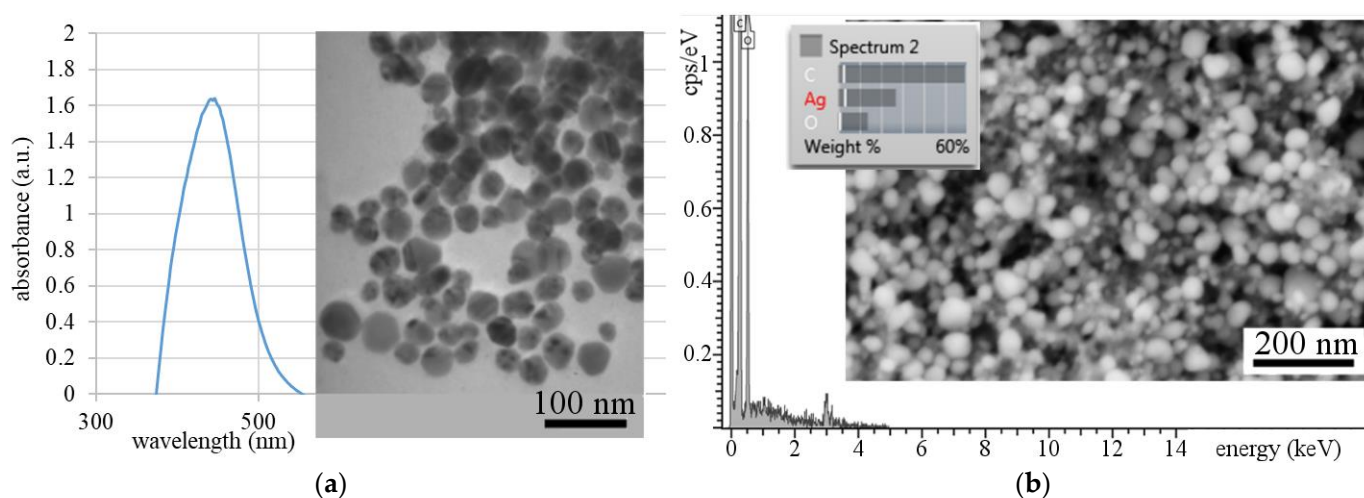 2
1.8
1.6
1.4
1.2
1
0.8
0.6
0.4
0.2
0
absorbance (a.u.)
300
500
wavelength (nm)
100 nm
(a)
cps/eV
1
0.8
0.6
0.4
0.2
C
O
Spectrum 2
C
Ag
O
Weight % 60%
200 nm
0 2 4 6 8 10 12 14 energy (keV)
(b)